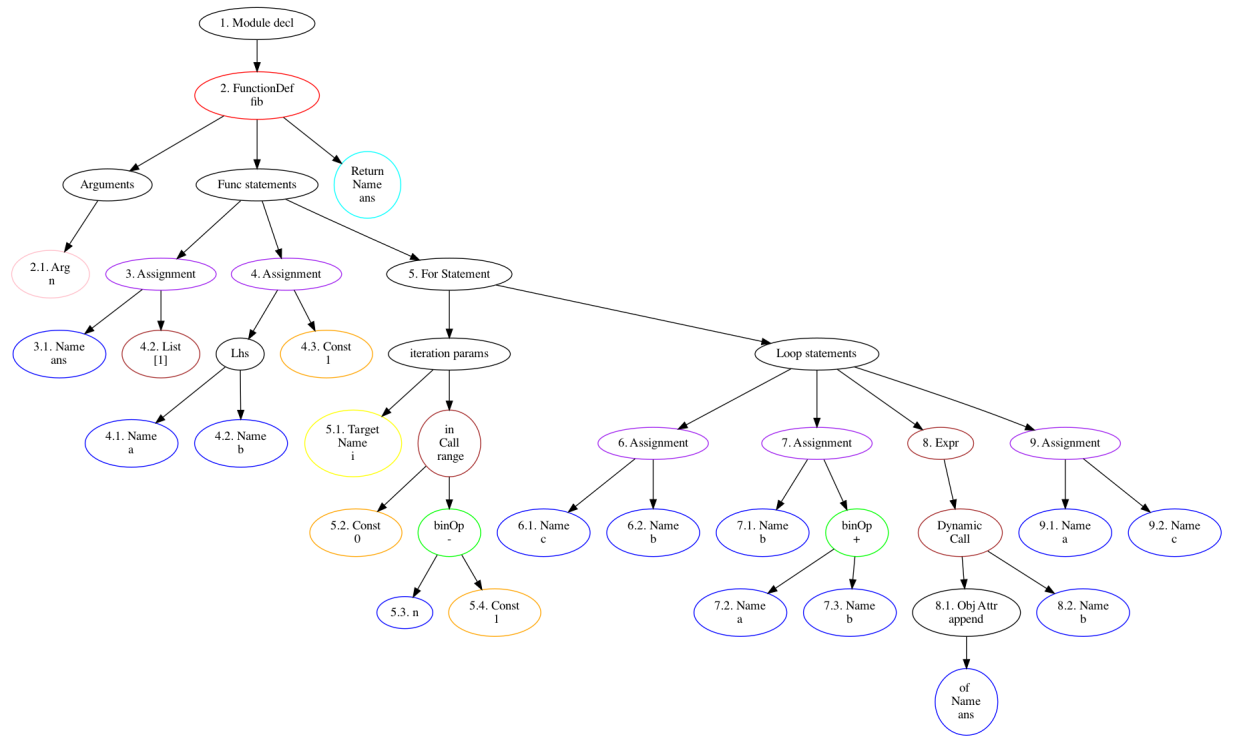 1. Module decl
2. FunctionDef
fib
Arguments
Func statements
Return
Name
ans
2.1. Arg
n
3. Assignment
4. Assignment
5. For Statement
3.1. Name
ans
4.2. List
[1]
Lhs
4.3. Const
1
iteration params
Loop statements
4.1. Name
a
4.2. Name
b
5.1. Target
Name
i
in
Call
range
6. Assignment
7. Assignment
8. Expr
9. Assignment
5.2. Const
0
binOp
-
6.1. Name
c
6.2. Name
b
7.1. Name
b
binOp
+
Dynamic
Call
9.1. Name
a
9.2. Name
c
5.3. n
5.4. Const
1
7.2. Name
a
7.3. Name
b
8.1. Obj Attr
append
8.2. Name
b
of
Name
ans